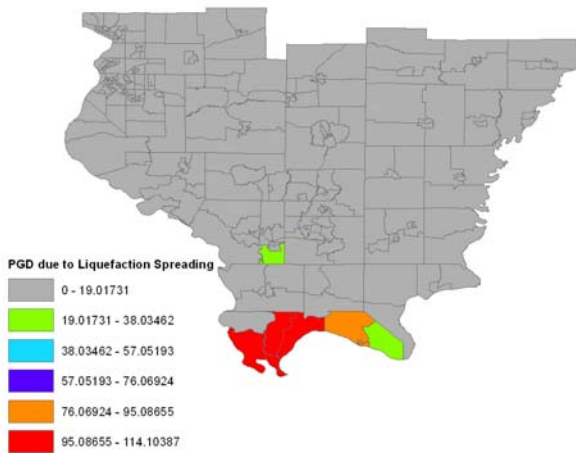 PGD due to Liquefaction Spreading
0 - 19.01731
19.01731 - 38.03462
38.03462 - 57.05193
57.05193 - 76.06924
76.06924 - 95.08655
95.08655 - 114.10387